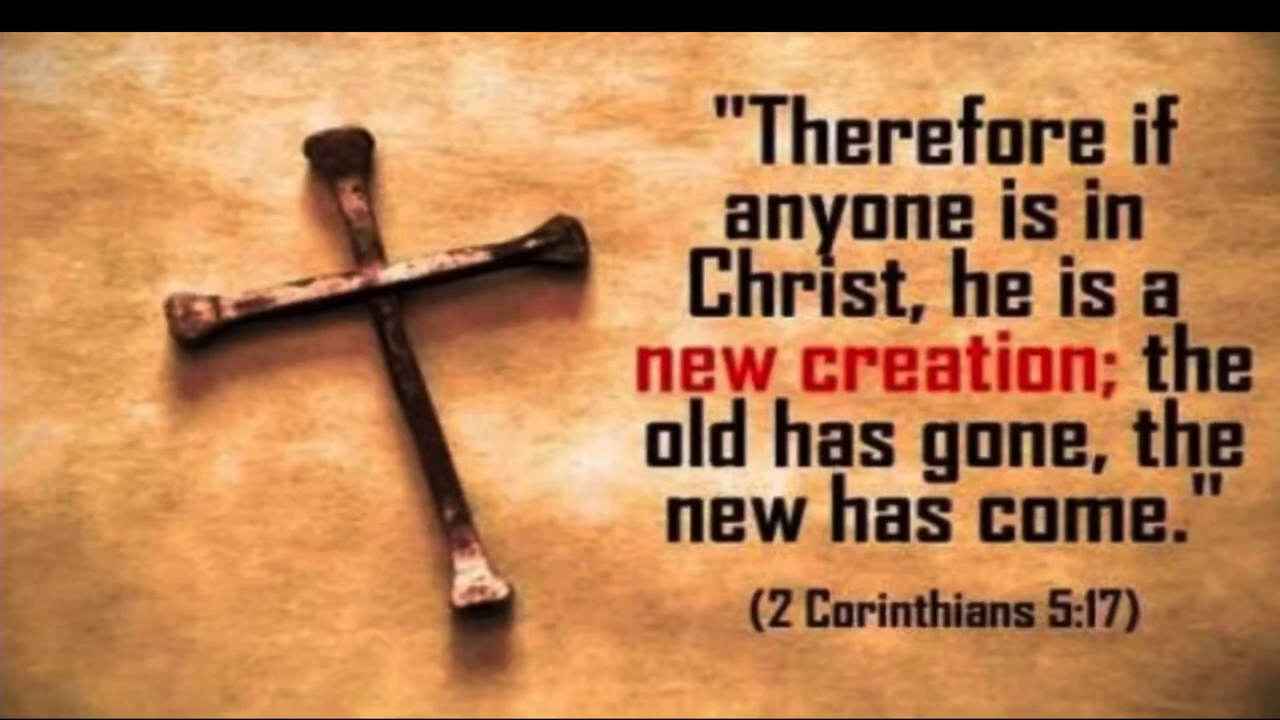 "Therefore if
anyone is in
Christ, he is a
new creation; the
old has gone, the
new has come."
(2 Corinthians 5:17)